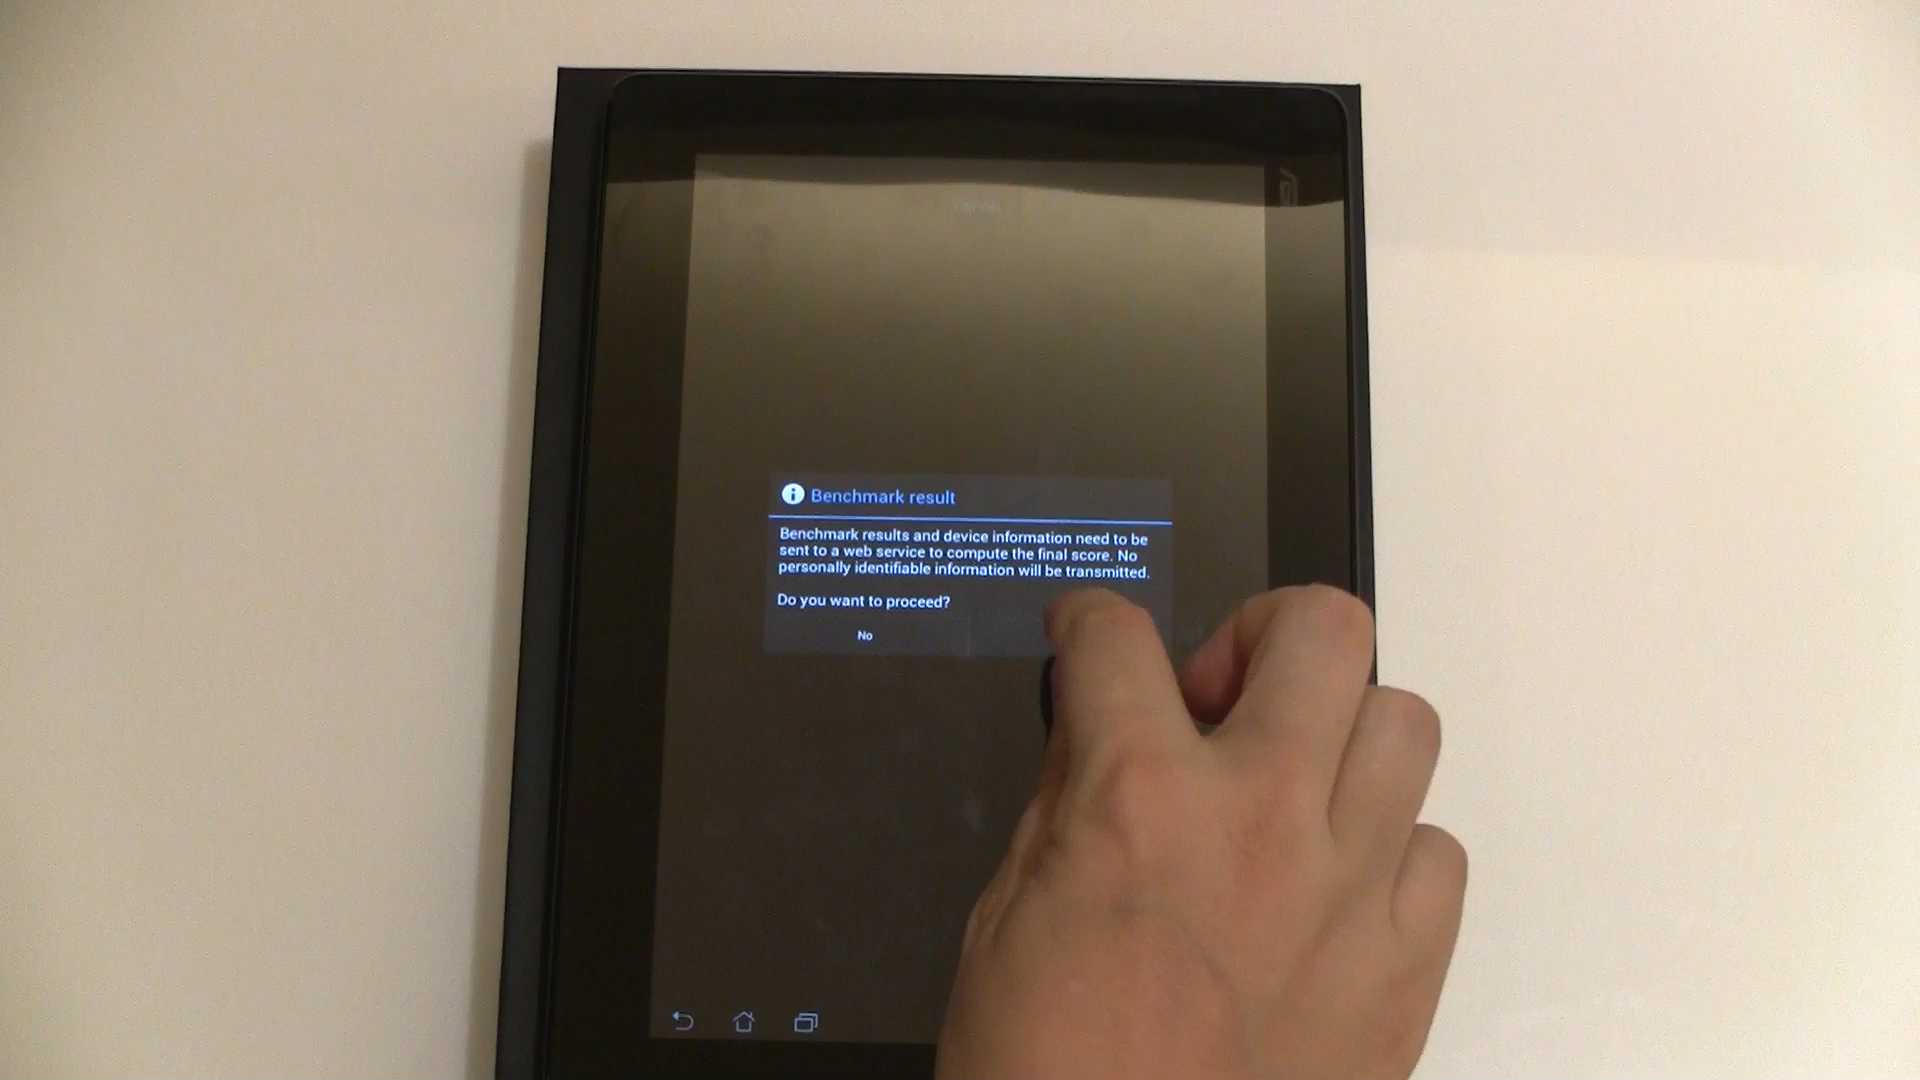 Benchmark result
Benchmark results and device information need to be
sent to a web service to compute the final score. No
personally identifiable information will be transmitted.
Do you want to proceed?
No